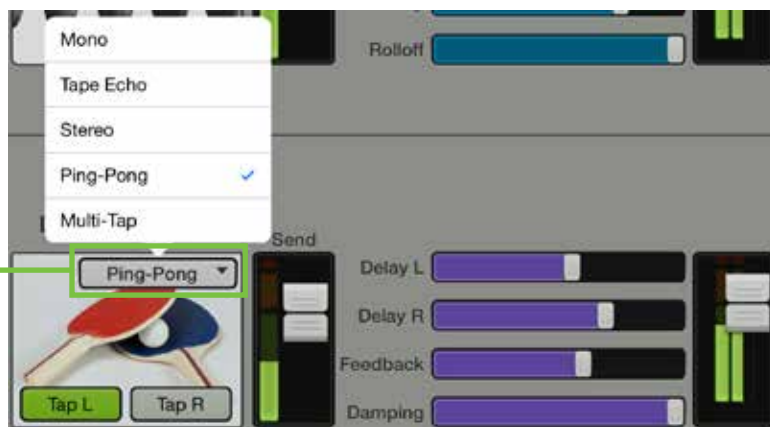 Mono
Tape Echo
Stereo
Ping-Pong
Multi-Tap
Rolloff
Ping-Pong
Send
Tap L
Tap R
Delay L
Delay R
Feedback
Damping